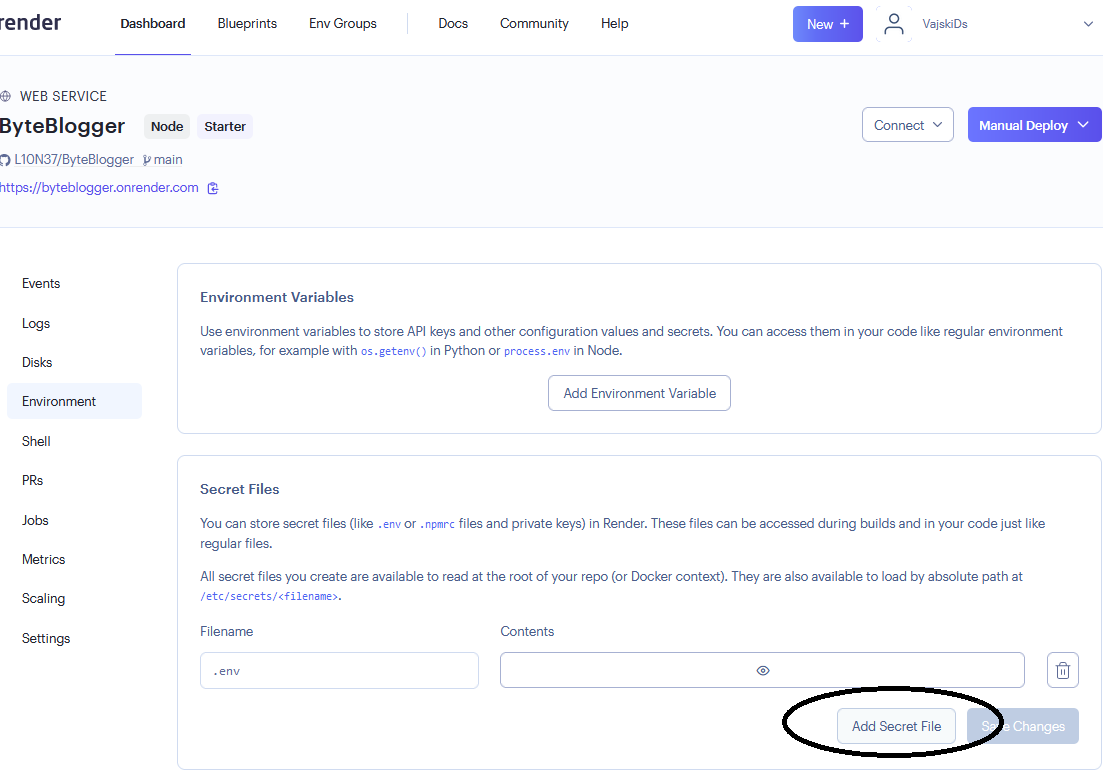 render Dashboard Blueprints Env Groups Docs Community Help New + VajskiDs
WEB SERVICE
ByteBlogger Node Starter Connect Manual Deploy
L10N37/ByteBlogger main
https://byteblogger.onrender.com
Events
Logs
Disks
Environment
Shell
PRs
Jobs
Metrics
Scaling
Settings
Environment Variables
Use environment variables to store API keys and other configuration values and secrets. You can access them in your code like regular environment
variables, for example with os.getenv() in Python or process.env in Node.
Add Environment Variable
Secret Files
You can store secret files (like .env or .npmrc files and private keys) in Render. These files can be accessed during builds and in your code just like
regular files.
All secret files you create are available to read at the root of your repo (or Docker context). They are also available to load by absolute path at
/etc/secrets/<filename>.
Filename Contents
.env
Add Secret File Save Changes